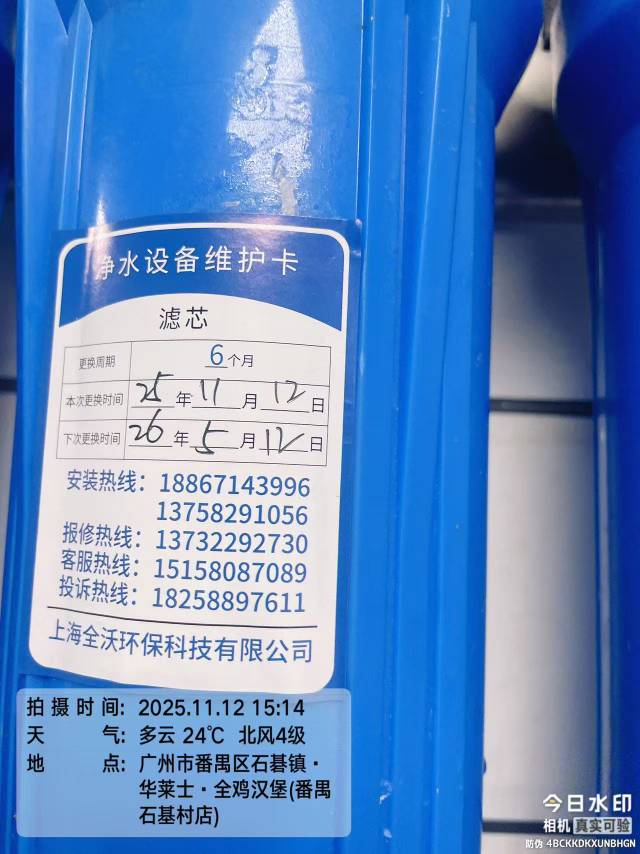 净水设备维护卡
滤芯
更换周期 6个月
本次更换时间 25年11月12日
下次更换时间 26年5月12日
安装热线：18867143996
13758291056
报修热线：13732292730
客服热线：15158087089
投诉热线：18258897611
上海全沃环保科技有限公司
拍摄时间：2025.11.12 15:14
天气：多云 24℃ 北风4级
地点：广州市番禺区石碁镇·
华莱士·全鸡汉堡(番禺
石基村店)
今日水印
相机 真实可验
防伪 4BCKKDKXUNBHGN